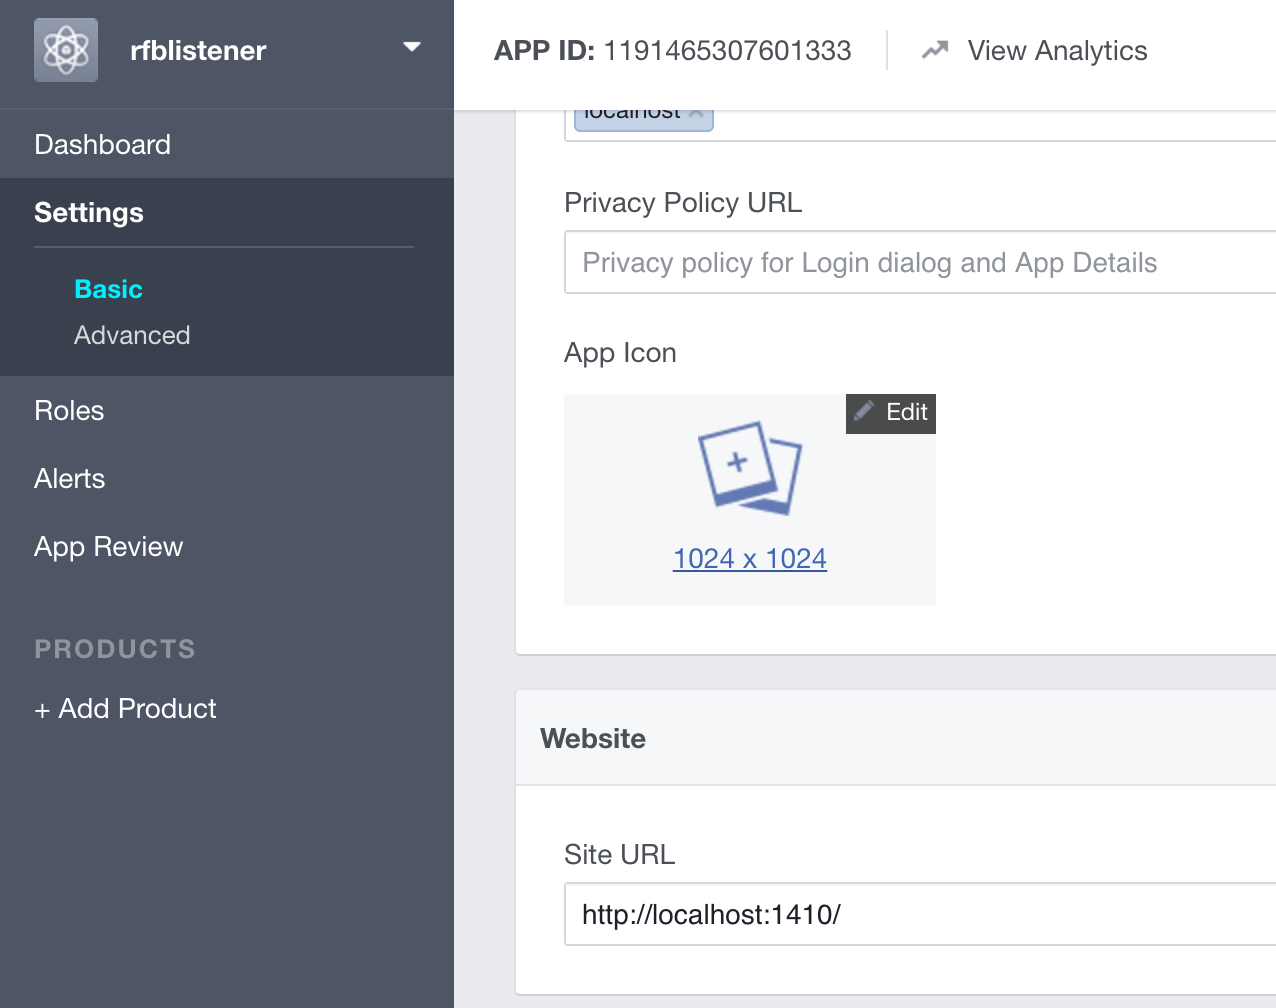 rfblistener
APP ID: 1191465307601333
View Analytics
Dashboard
Settings
Basic
Advanced
Roles
Alerts
App Review
PRODUCTS
+ Add Product
localhost
Privacy Policy URL
Privacy policy for Login dialog and App Details
App Icon
Edit
1024 x 1024
Website
Site URL
http://localhost:1410/